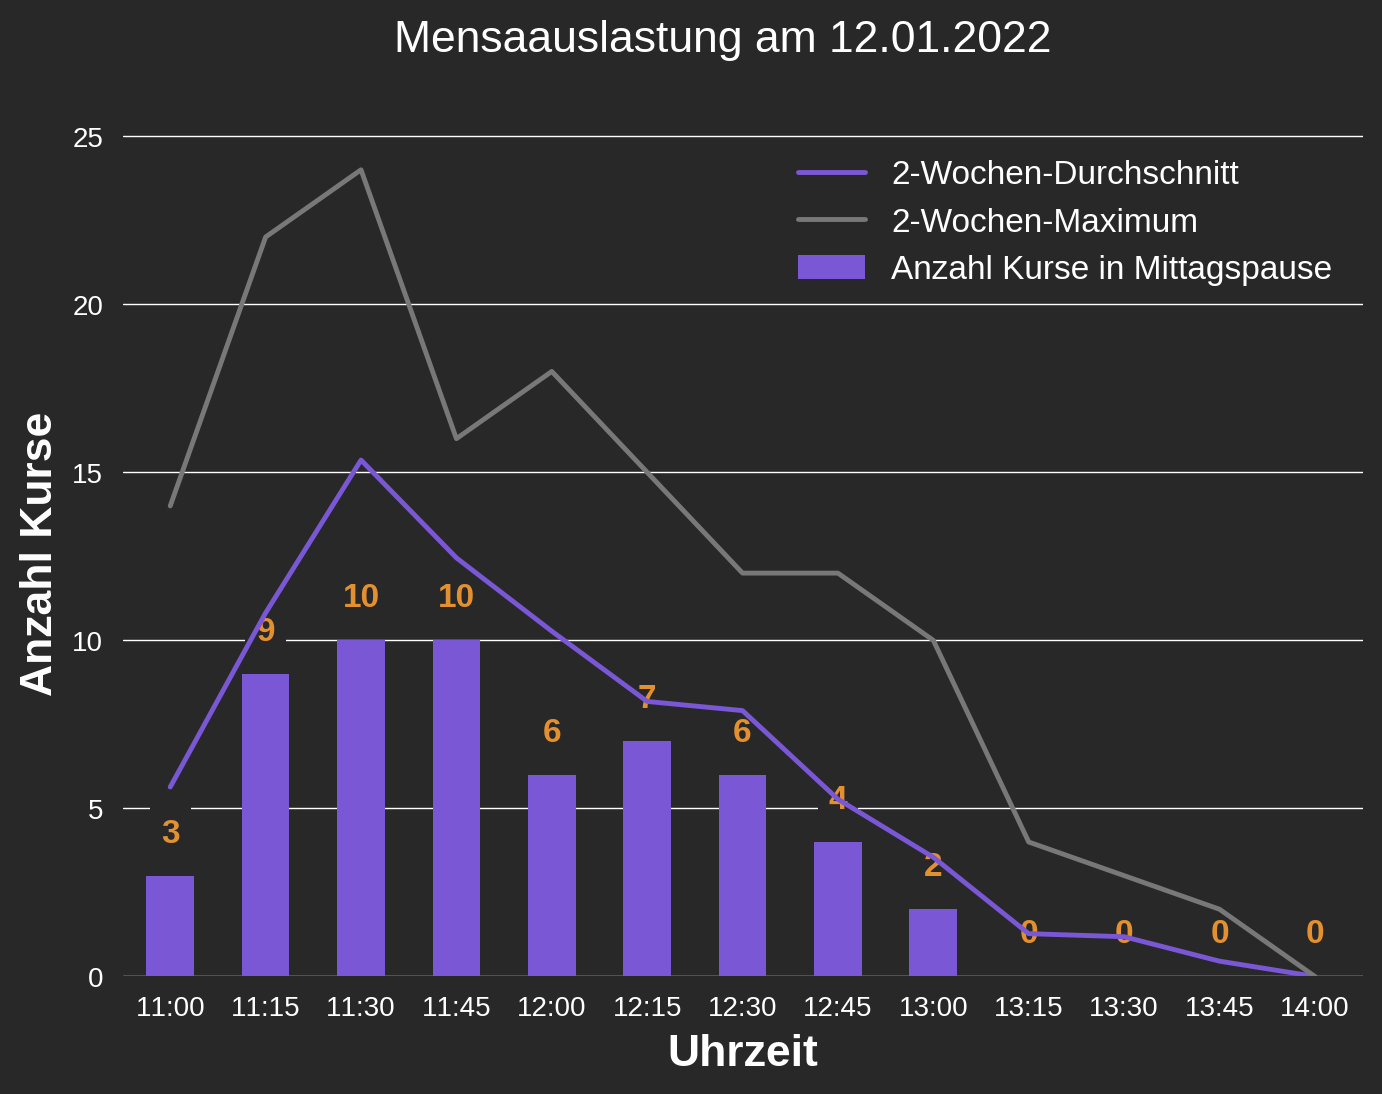 Mensaauslastung am 12.01.2022
25
20
15
10
5
0
Anzahl Kurse
2-Wochen-Durchschnitt
2-Wochen-Maximum
Anzahl Kurse in Mittagspause
3 9 10 10 6 7 6 4 2 0 0 0 0
11:00 11:15 11:30 11:45 12:00 12:15 12:30 12:45 13:00 13:15 13:30 13:45 14:00
Uhrzeit